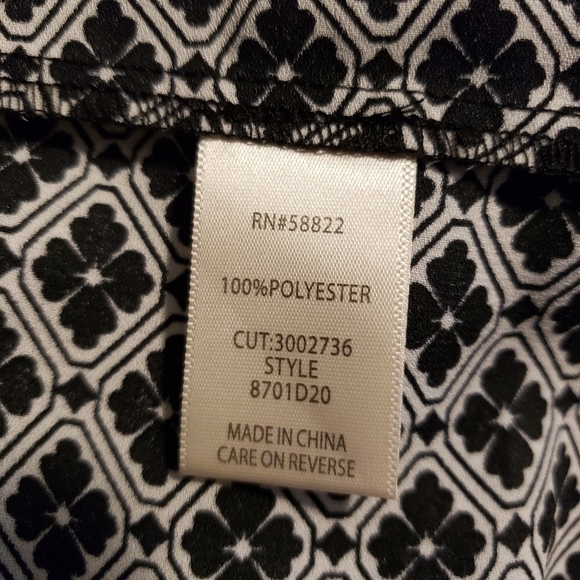 RN#58822
100%POLYESTER
CUT:3002736
STYLE
8701D20
MADE IN CHINA
CARE ON REVERSE